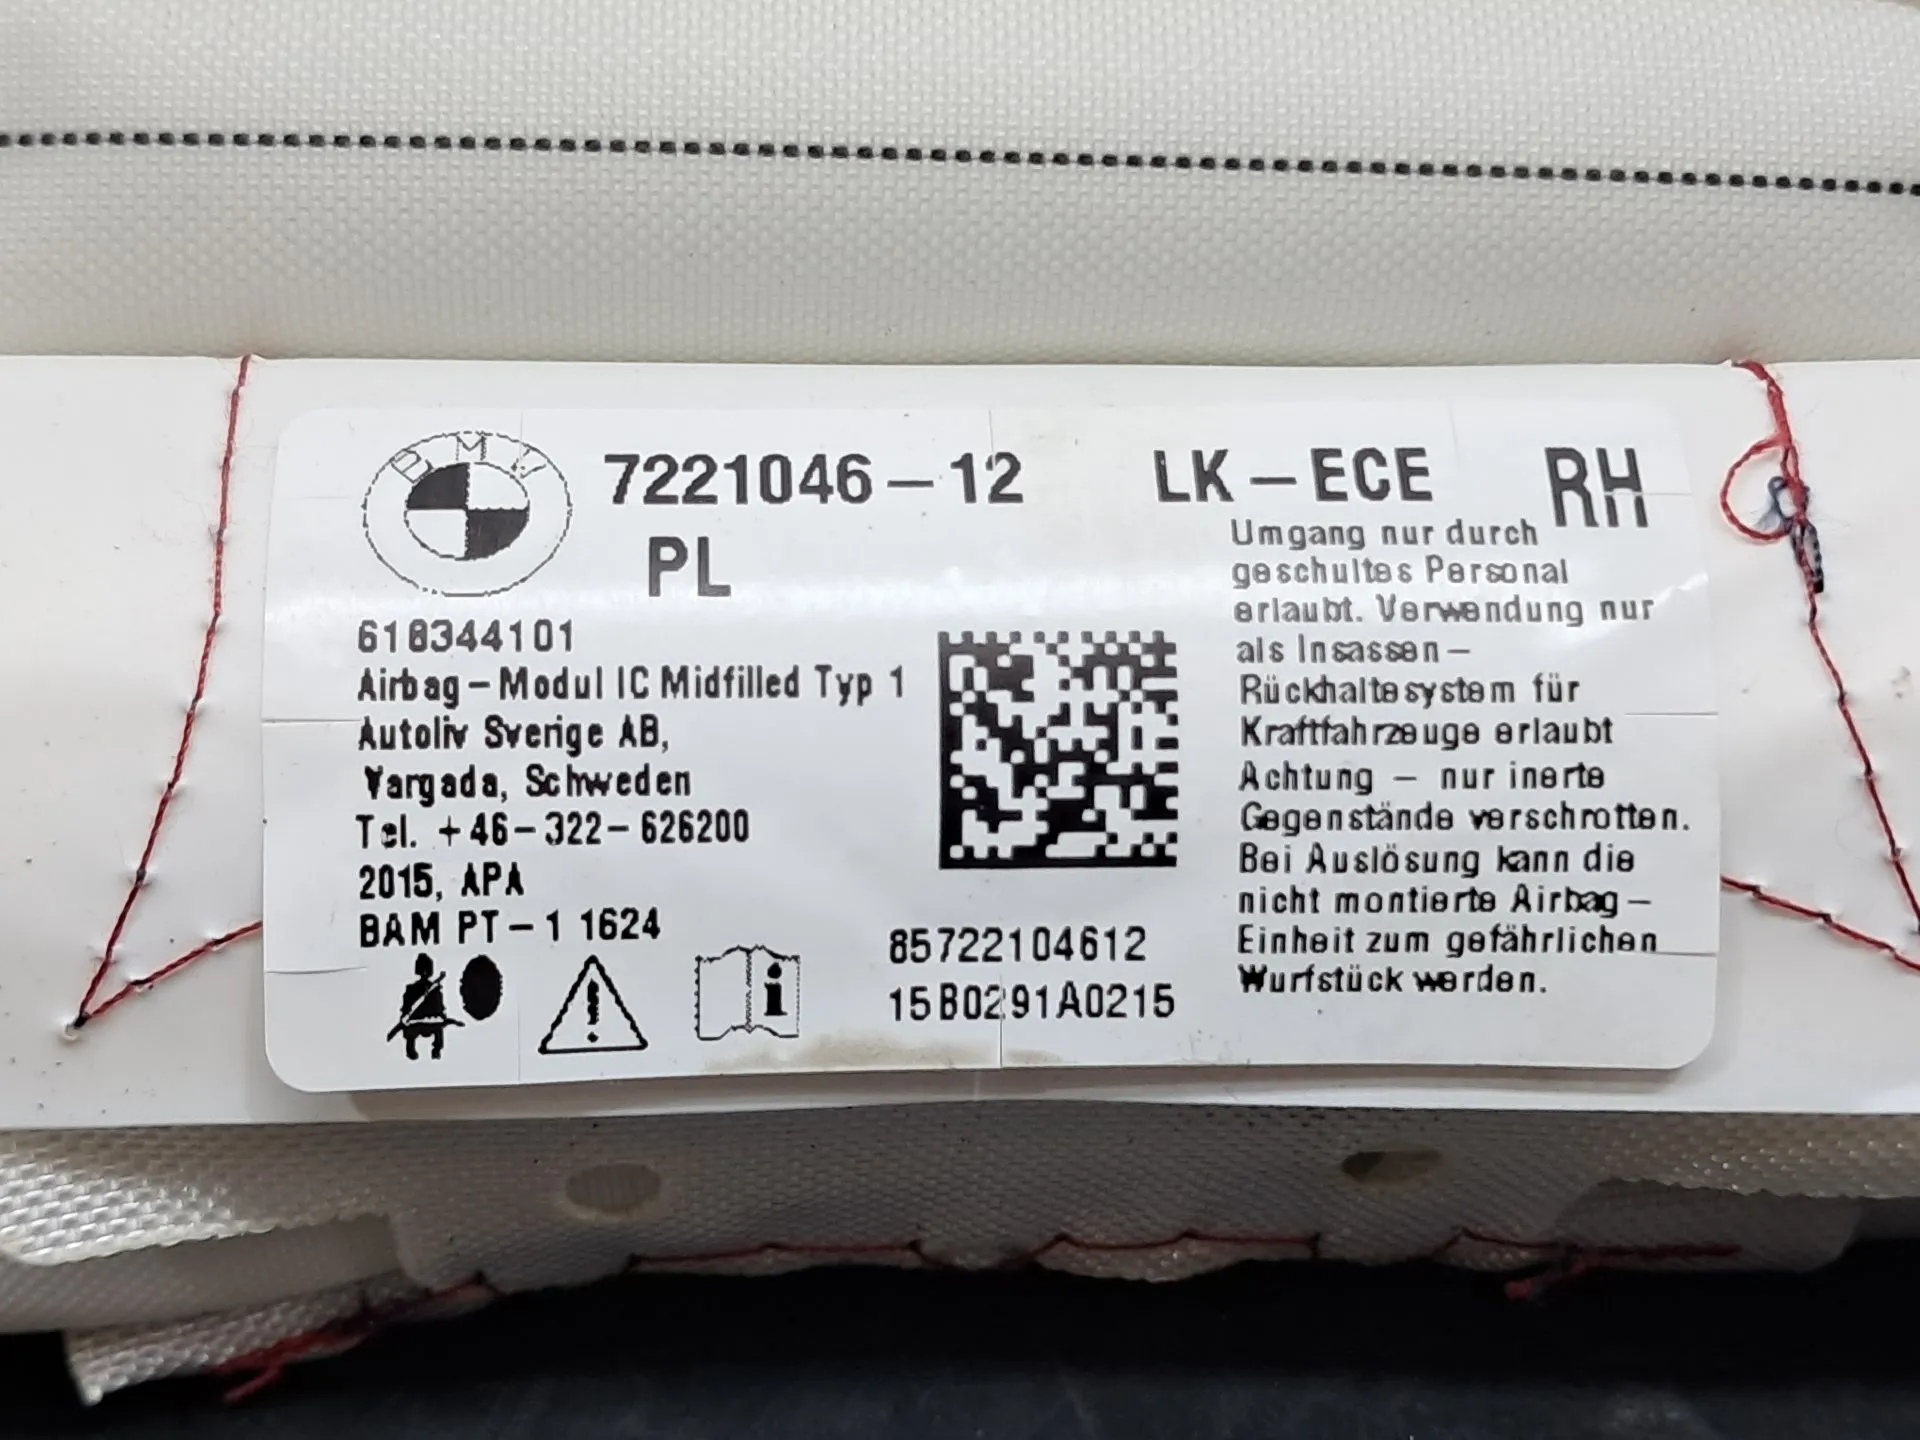 BMW
7221046-12 LK-ECE RH
PL
618344101
Airbag-Modul IC Midfilled Typ 1
Autoliv Sverige AB,
Vargada, Schweden
Tel. +46-322-626200
2015, APA
BAM PT-1 1624
85722104612
15B0291A0215
Umgang nur durch
geschultes Personal
erlaubt. Verwendung nur
als Insassen-
Rückhaltesystem für
Kraftfahrzeuge erlaubt
Achtung - nur inerte
Gegenstände verschrotten.
Bei Auslösung kann die
nicht montierte Airbag-
Einheit zum gefährlichen
Wurfstück werden.